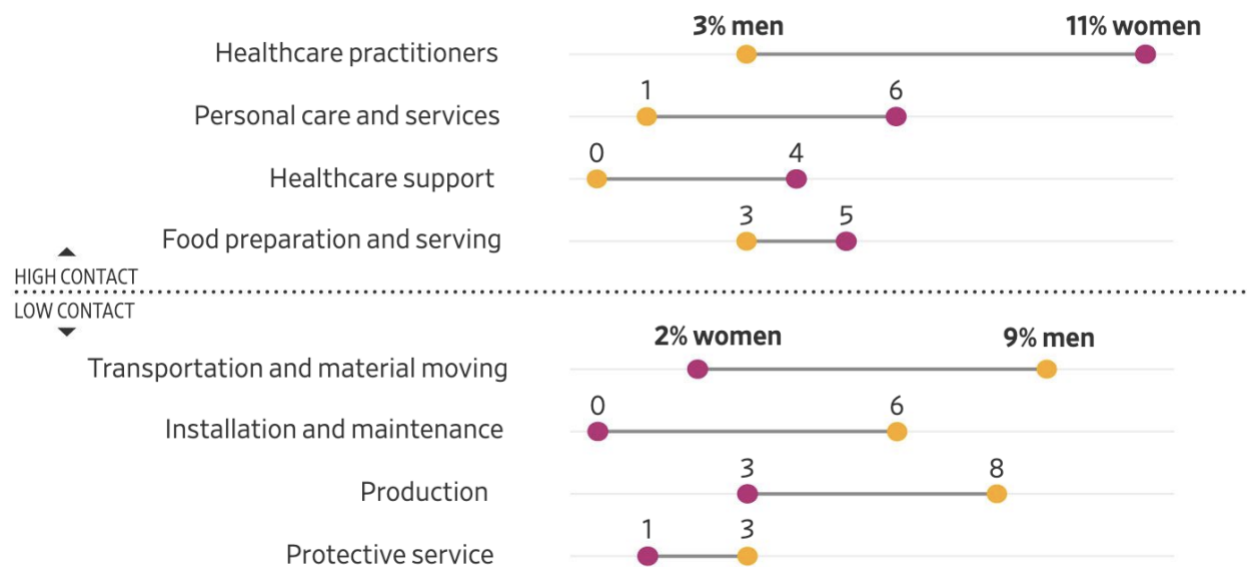 3% men 11% women
Healthcare practitioners
1 6
Personal care and services
0 4
Healthcare support
3 5
Food preparation and serving
HIGH CONTACT
LOW CONTACT
2% women 9% men
Transportation and material moving
0 6
Installation and maintenance
3 8
Production
1 3
Protective service